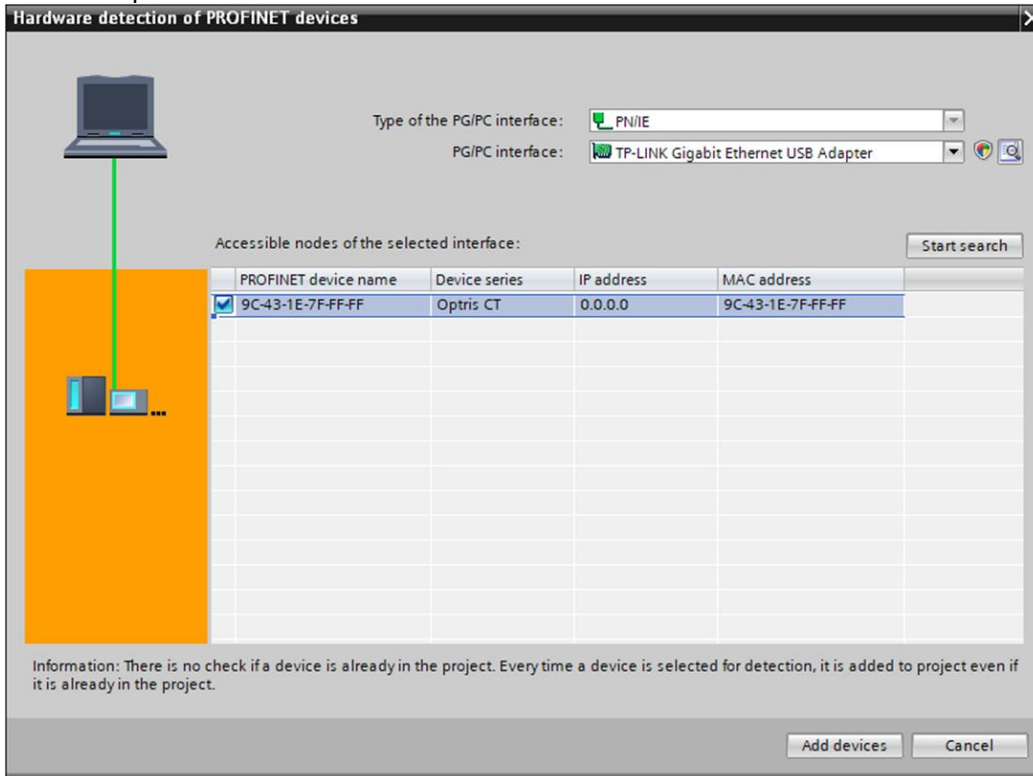 Hardware detection of PROFINET devices
Type of the PG/PC interface: PN/IE
PG/PC interface: TP-LINK Gigabit Ethernet USB Adapter
Accessible nodes of the selected interface: Start search
PROFINET device name Device series IP address MAC address
9C-43-1E-7F-FF-FF Optris CT 0.0.0.0 9C-43-1E-7F-FF-FF
...
Information: There is no check if a device is already in the project. Every time a device is selected for detection, it is added to project even if
it is already in the project.
Add devices Cancel